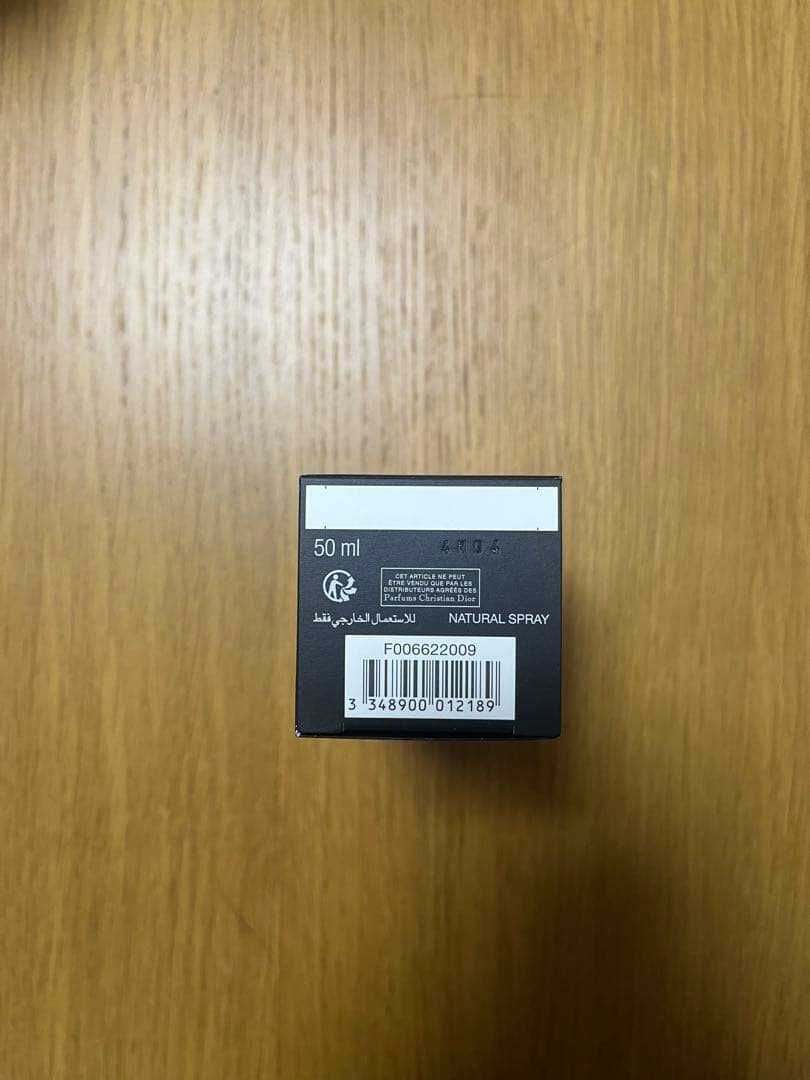 50 ml
CET ARTICLE NE PEUT
ÊTRE VENDU QUE PAR LES
DISTRIBUTEURS AGRÉÉS DES
Parfums Christian Dior
للاستعمال الخارجي فقط
NATURAL SPRAY
F006622009
3 348900 012189